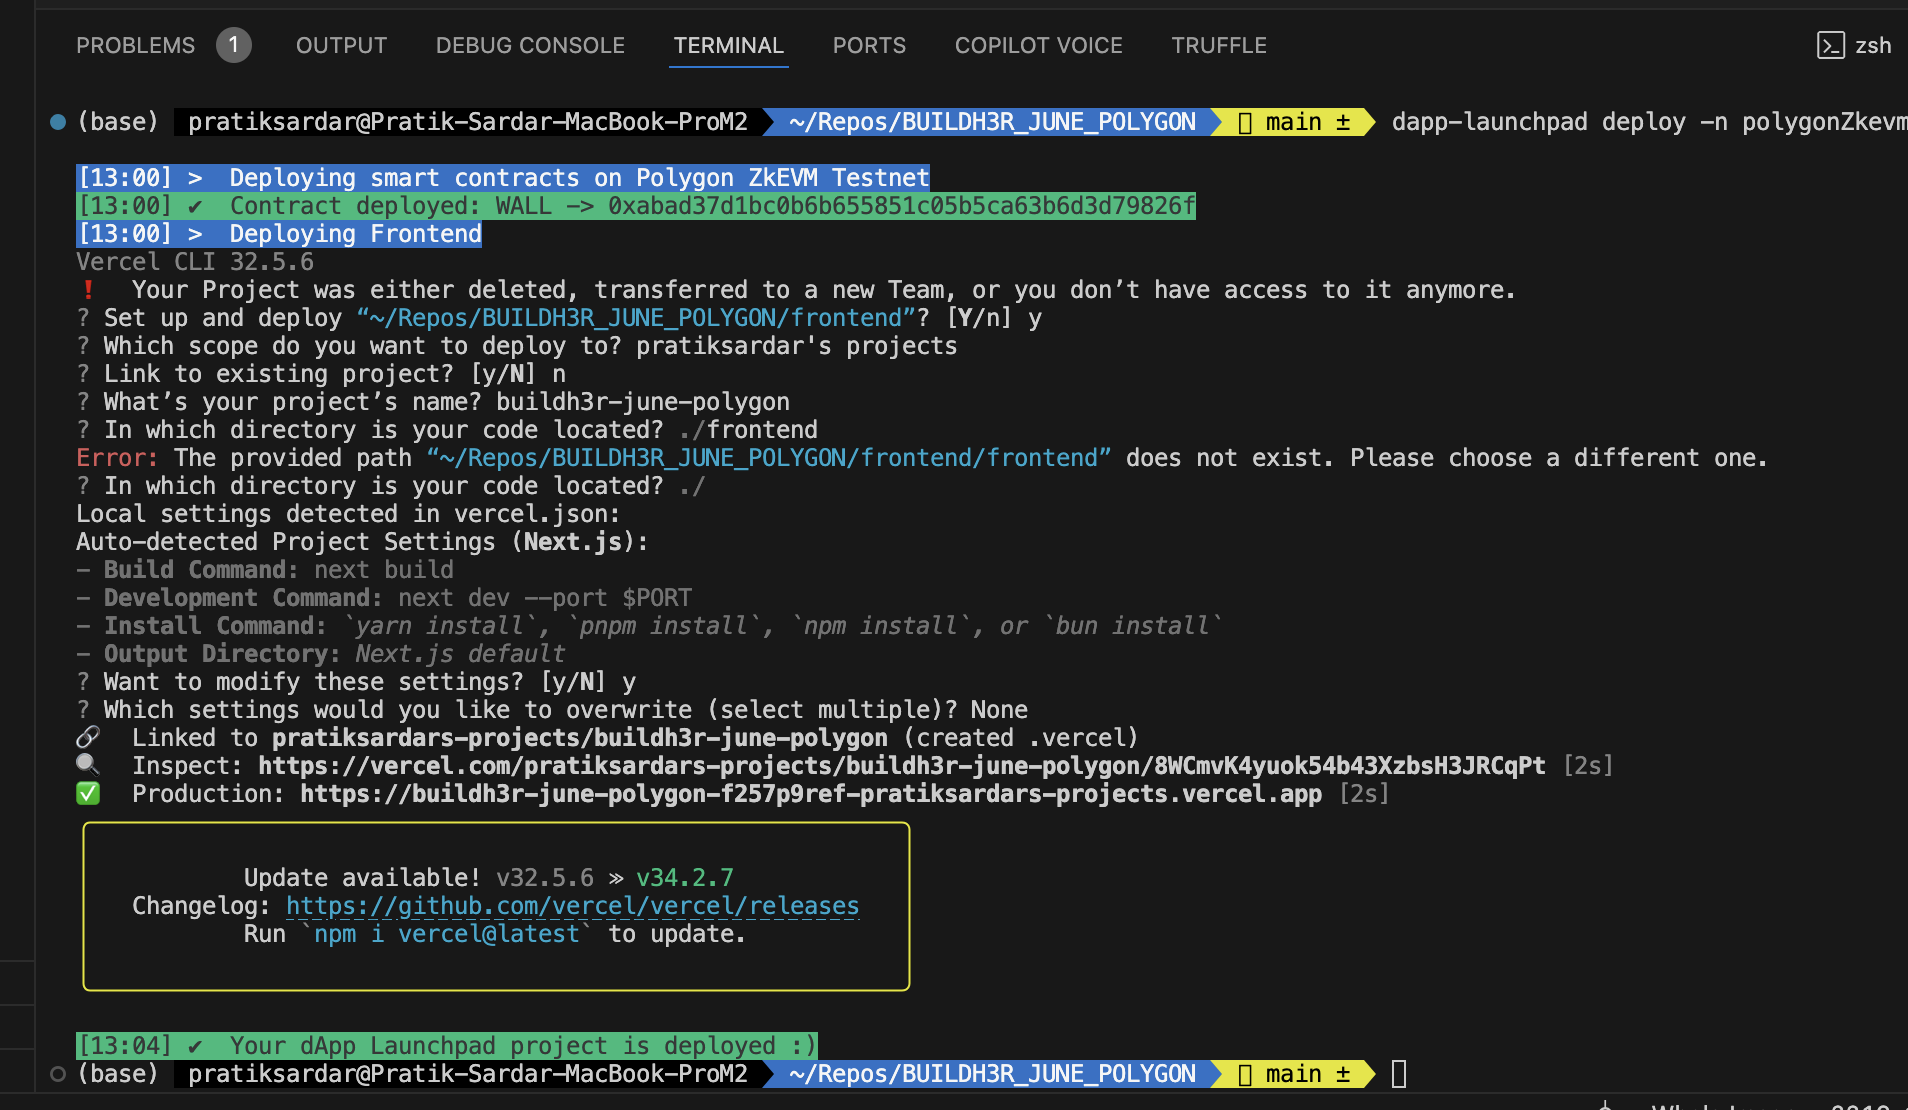 PROBLEMS 1 OUTPUT DEBUG CONSOLE TERMINAL PORTS COPILOT VOICE TRUFFLE zsh
(base) pratiksardar@Pratik-Sardar-MacBook-ProM2 ~/Repos/BUILDH3R_JUNE_POLYGON main ± dapp-launchpad deploy -n polygonZkevm
[13:00] > Deploying smart contracts on Polygon ZkEVM Testnet
[13:00] ✔ Contract deployed: WALL -> 0xabad37d1bc0b6b655851c05b5ca63b6d3d79826f
[13:00] > Deploying Frontend
Vercel CLI 32.5.6
❗ Your Project was either deleted, transferred to a new Team, or you don’t have access to it anymore.
? Set up and deploy “~/Repos/BUILDH3R_JUNE_POLYGON/frontend”? [Y/n] y
? Which scope do you want to deploy to? pratiksardar's projects
? Link to existing project? [y/N] n
? What’s your project’s name? buildh3r-june-polygon
? In which directory is your code located? ./frontend
Error: The provided path “~/Repos/BUILDH3R_JUNE_POLYGON/frontend/frontend” does not exist. Please choose a different one.
? In which directory is your code located? ./
Local settings detected in vercel.json:
Auto-detected Project Settings (Next.js):
– Build Command: next build
– Development Command: next dev --port $PORT
– Install Command: `yarn install`, `pnpm install`, `npm install`, or `bun install`
– Output Directory: Next.js default
? Want to modify these settings? [y/N] y
? Which settings would you like to overwrite (select multiple)? None
🔗 Linked to pratiksardars-projects/buildh3r-june-polygon (created .vercel)
🔍 Inspect: https://vercel.com/pratiksardars-projects/buildh3r-june-polygon/8WCmvK4yuok54b43XzbsH3JRCqPt [2s]
✅ Production: https://buildh3r-june-polygon-f257p9ref-pratiksardars-projects.vercel.app [2s]
Update available! v32.5.6 ≫ v34.2.7
Changelog: https://github.com/vercel/vercel/releases
Run `npm i vercel@latest` to update.
[13:04] ✔ Your dApp Launchpad project is deployed :)
(base) pratiksardar@Pratik-Sardar-MacBook-ProM2 ~/Repos/BUILDH3R_JUNE_POLYGON main ±